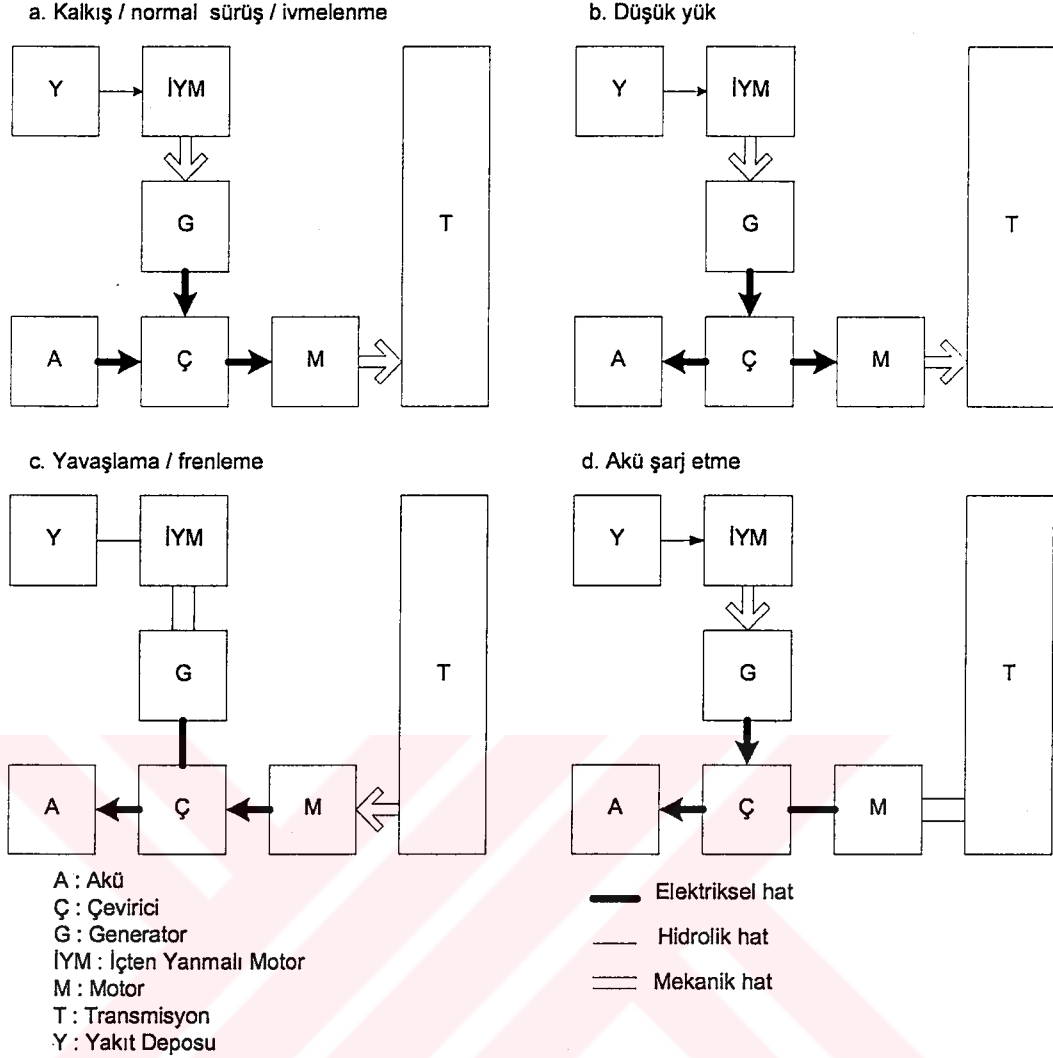 a. Kalkış / normal sürüş / ivmelenme
Y
İYM
G
T
A
Ç
M
b. Düşük yük
Y
İYM
G
T
A
Ç
M
c. Yavaşlama / frenleme
Y
İYM
G
T
A
Ç
M
d. Akü şarj etme
Y
İYM
G
T
A
Ç
M
A : Akü
Ç : Çevirici
G : Generator
İYM : İçten Yanmalı Motor
M : Motor
T : Transmisyon
Y : Yakıt Deposu
Elektriksel hat
Hidrolik hat
Mekanik hat